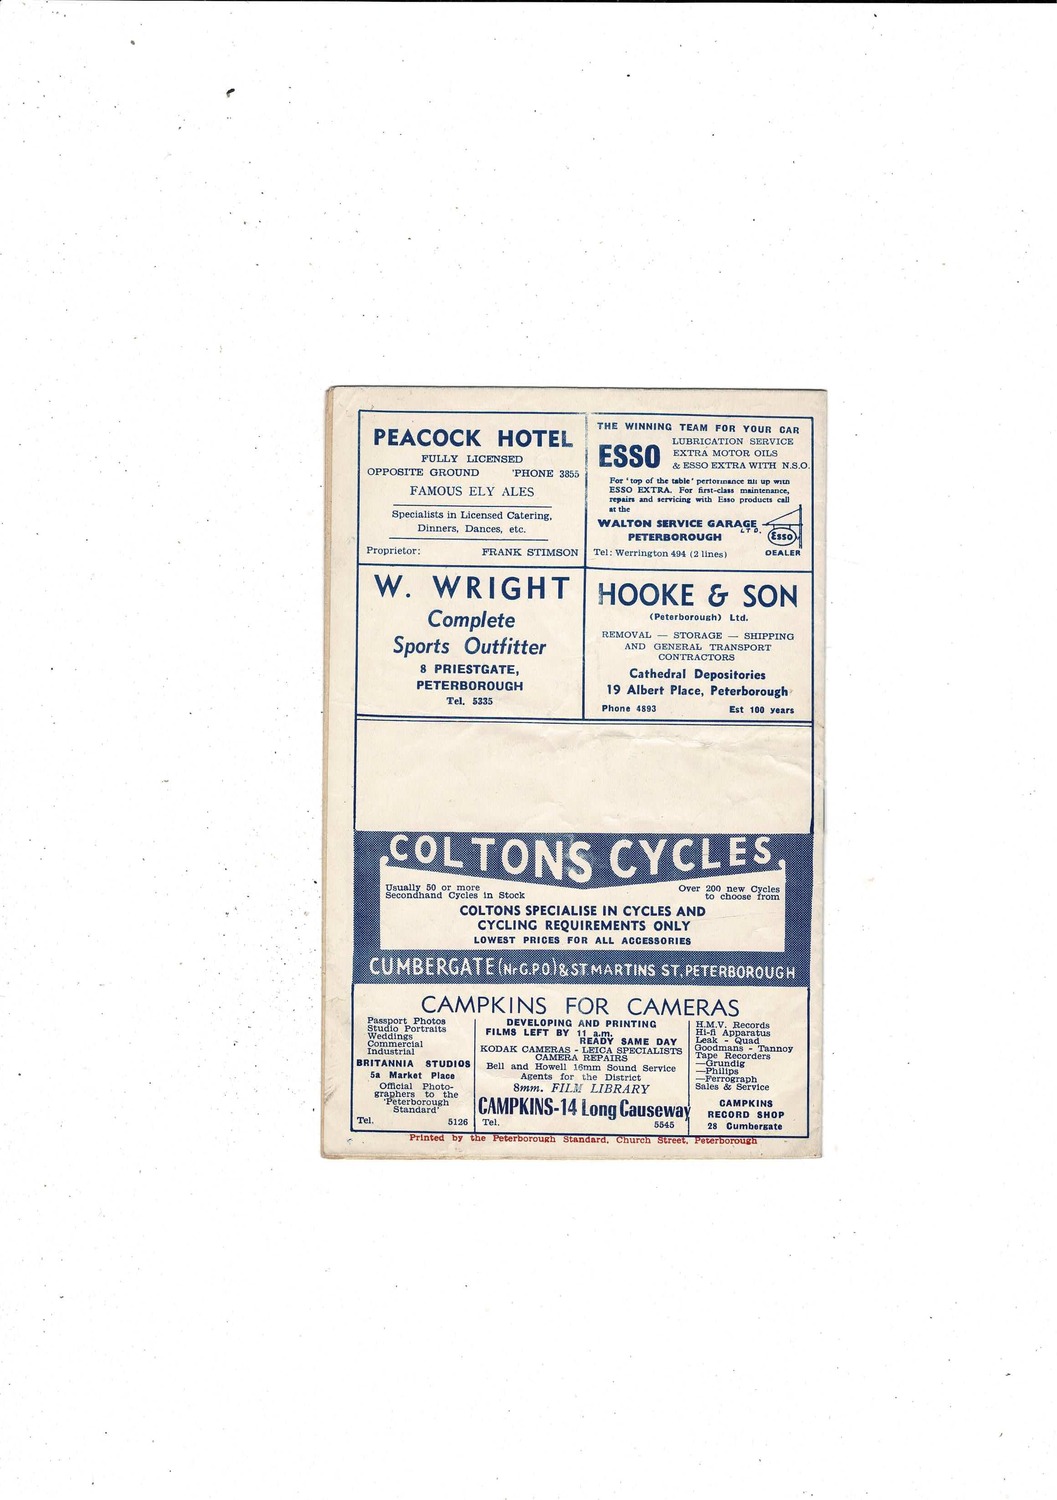 PEACOCK HOTEL
FULLY LICENSED
OPPOSITE GROUND 'PHONE 3855
FAMOUS ELY ALES
Specialists in Licensed Catering,
Dinners, Dances, etc.
Proprietor: FRANK STIMSON
THE WINNING TEAM FOR YOUR CAR
ESSO
LUBRICATION SERVICE
EXTRA MOTOR OILS
& ESSO EXTRA WITH N.S.O.
For 'top of the table' performance fill up with
ESSO EXTRA. For first-class maintenance,
repairs and servicing with Esso products call
at the
WALTON SERVICE GARAGE
LTD.
PETERBOROUGH
Esso
Tel: Werrington 494 (2 lines) DEALER
W. WRIGHT
Complete
Sports Outfitter
8 PRIESTGATE,
PETERBOROUGH
Tel. 5335
HOOKE & SON
(Peterborough) Ltd.
REMOVAL — STORAGE — SHIPPING
AND GENERAL TRANSPORT
CONTRACTORS
Cathedral Depositories
19 Albert Place, Peterborough
Phone 4893 Est 100 years
COLTONS CYCLES
Usually 50 or more
Secondhand Cycles in Stock
Over 200 new Cycles
to choose from
COLTONS SPECIALISE IN CYCLES AND
CYCLING REQUIREMENTS ONLY
LOWEST PRICES FOR ALL ACCESSORIES
CUMBERGATE (Nr G.P.O.) & ST. MARTINS ST, PETERBOROUGH
CAMPKINS FOR CAMERAS
Passport Photos
Studio Portraits
Weddings
Commercial
Industrial
BRITANNIA STUDIOS
5a Market Place
Official Photo-
graphers to the
'Peterborough
Standard'
Tel. 5126
DEVELOPING AND PRINTING
FILMS LEFT BY 11 a.m.
READY SAME DAY
KODAK CAMERAS - LEICA SPECIALISTS
CAMERA REPAIRS
Bell and Howell 16mm Sound Service
Agents for the District
8mm. FILM LIBRARY
CAMPKINS-14 Long Causeway
Tel. 5545
H.M.V. Records
Hi-fi Apparatus
Leak - Quad
Goodmans - Tannoy
Tape Recorders
—Grundig
—Philips
—Ferrograph
Sales & Service
CAMPKINS
RECORD SHOP
28 Cumbergate
Printed by the Peterborough Standard, Church Street, Peterborough